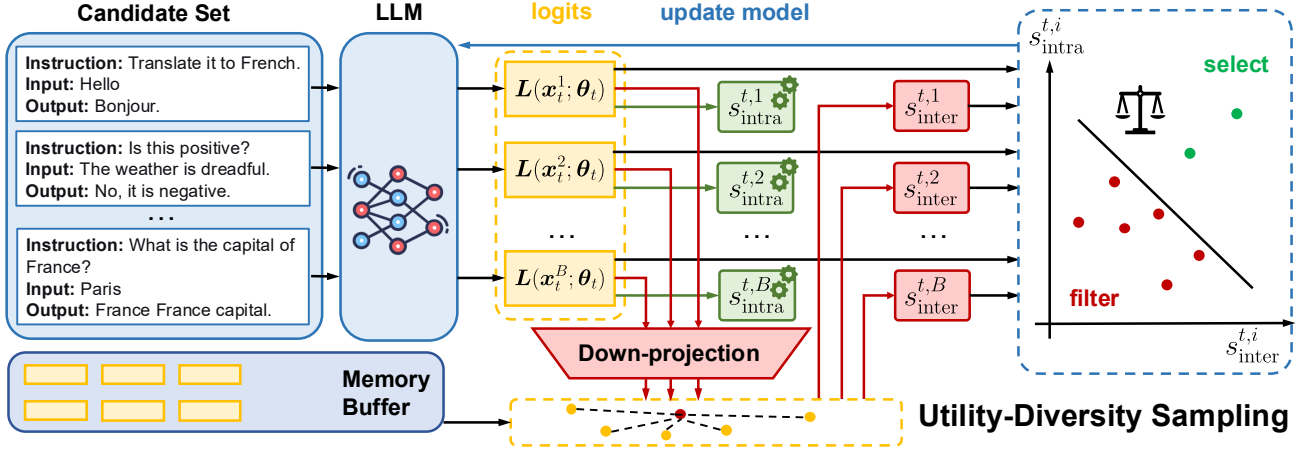 Candidate Set
LLM
logits
update model
Instruction: Translate it to French.
Input: Hello
Output: Bonjour.
Instruction: Is this positive?
Input: The weather is dreadful.
Output: No, it is negative.
...
Instruction: What is the capital of
France?
Input: Paris
Output: France France capital.
L(x_t^1; θ_t)
L(x_t^2; θ_t)
L(x_t^B; θ_t)
s_intra^{t,1}
s_intra^{t,2}
...
s_intra^{t,B}
s_inter^{t,1}
s_inter^{t,2}
...
s_inter^{t,B}
...
Down-projection
Memory
Buffer
s_intra^{t,i}
select
filter
s_inter^{t,i}
Utility-Diversity Sampling